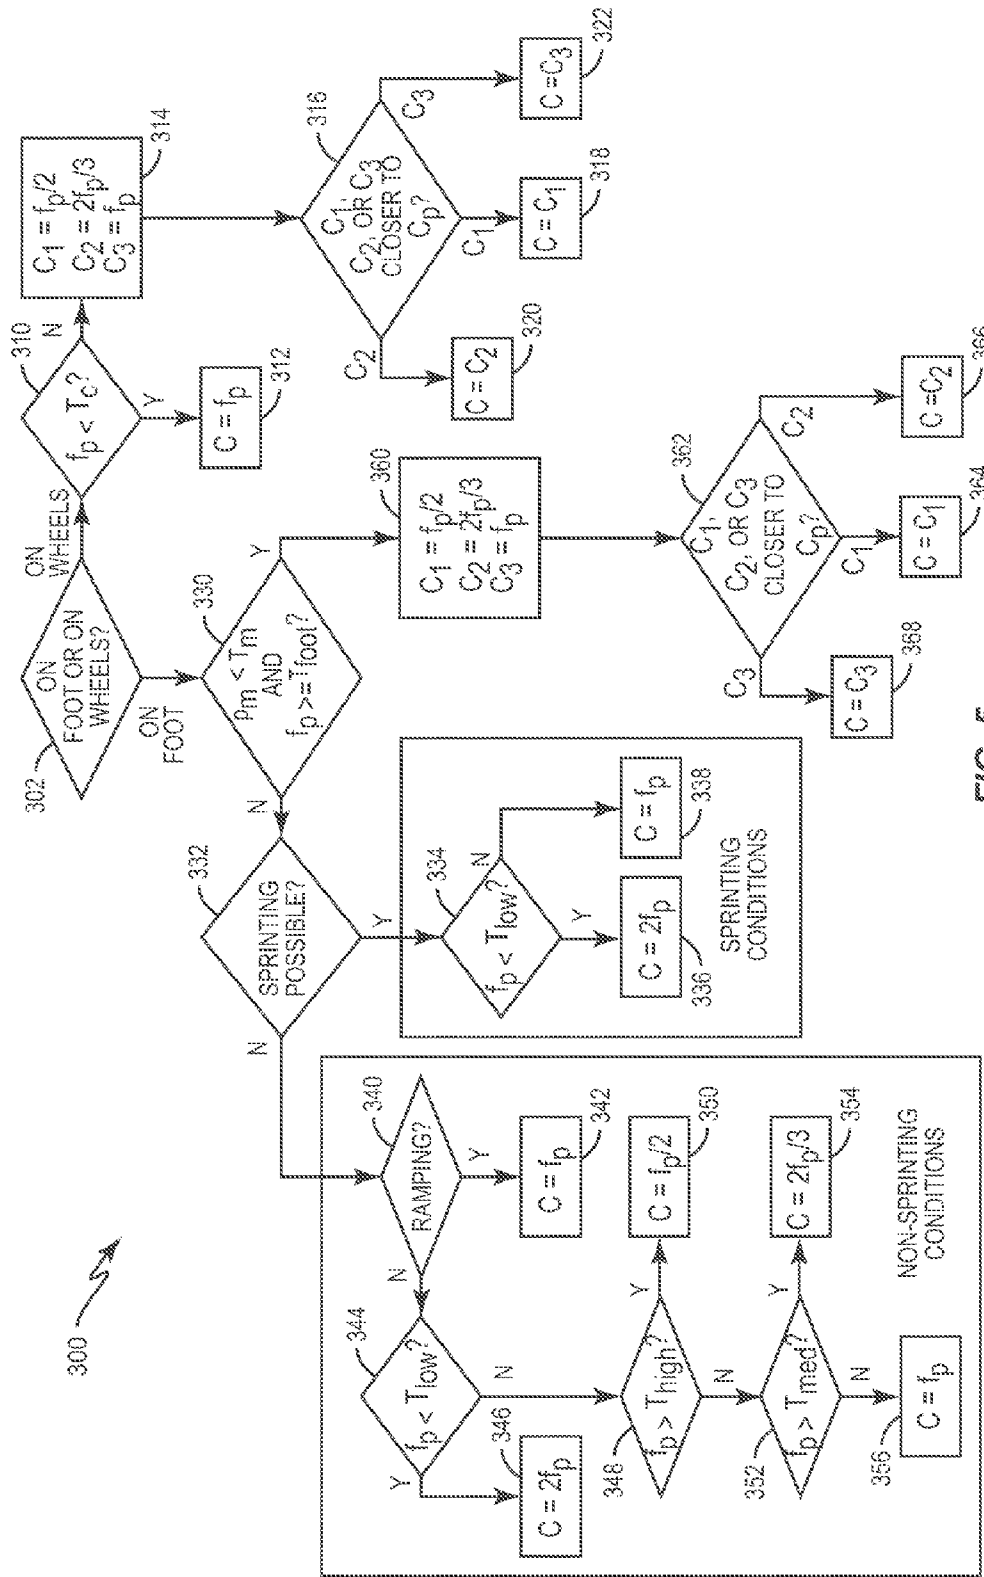 300
302
ON
FOOT OR ON
WHEELS?
ON
WHEELS
ON
FOOT
310
f_p < T_c?
Y
N
C = f_p
312
314
C_1 = f_p/2
C_2 = 2f_p/3
C_3 = f_p
316
C_1,
C_2, OR C_3
CLOSER TO
C_p?
C_2
C_1
C_3
C = C_2
320
C = C_1
318
C =C_3
322
330
P_m < T_m
AND
f_p >= T_foot?
N
Y
332
SPRINTING
POSSIBLE?
N
Y
334
f_p < T_low?
Y
N
C = 2f_p
336
C = f_p
338
SPRINTING
CONDITIONS
360
C_1 = f_p/2
C_2 = 2f_p/3
C_3 = f_p
362
C_1,
C_2, OR C_3
CLOSER TO
C_p?
C_3
C_1
C_2
C = C_3
368
C = C_1
364
C =C_2
366
340
RAMPING?
N
Y
C = f_p
342
344
f_p < T_low?
Y
N
C = 2f_p
346
348
f_p > T_high?
Y
N
C = f_p/2
350
352
f_p > T_med?
Y
N
C = 2f_p/3
354
C = f_p
356
NON-SPRINTING
CONDITIONS